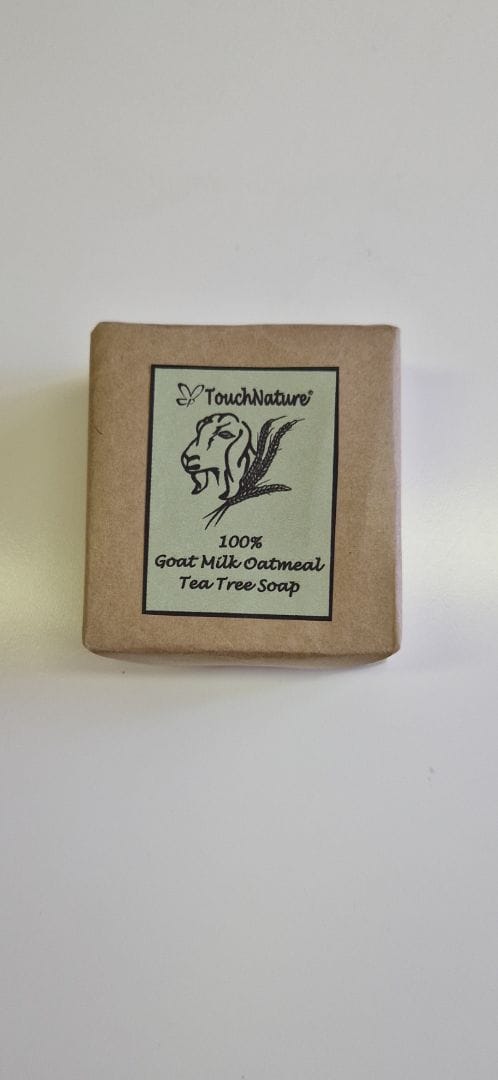 TouchNature®
100%
Goat Milk Oatmeal
Tea Tree Soap